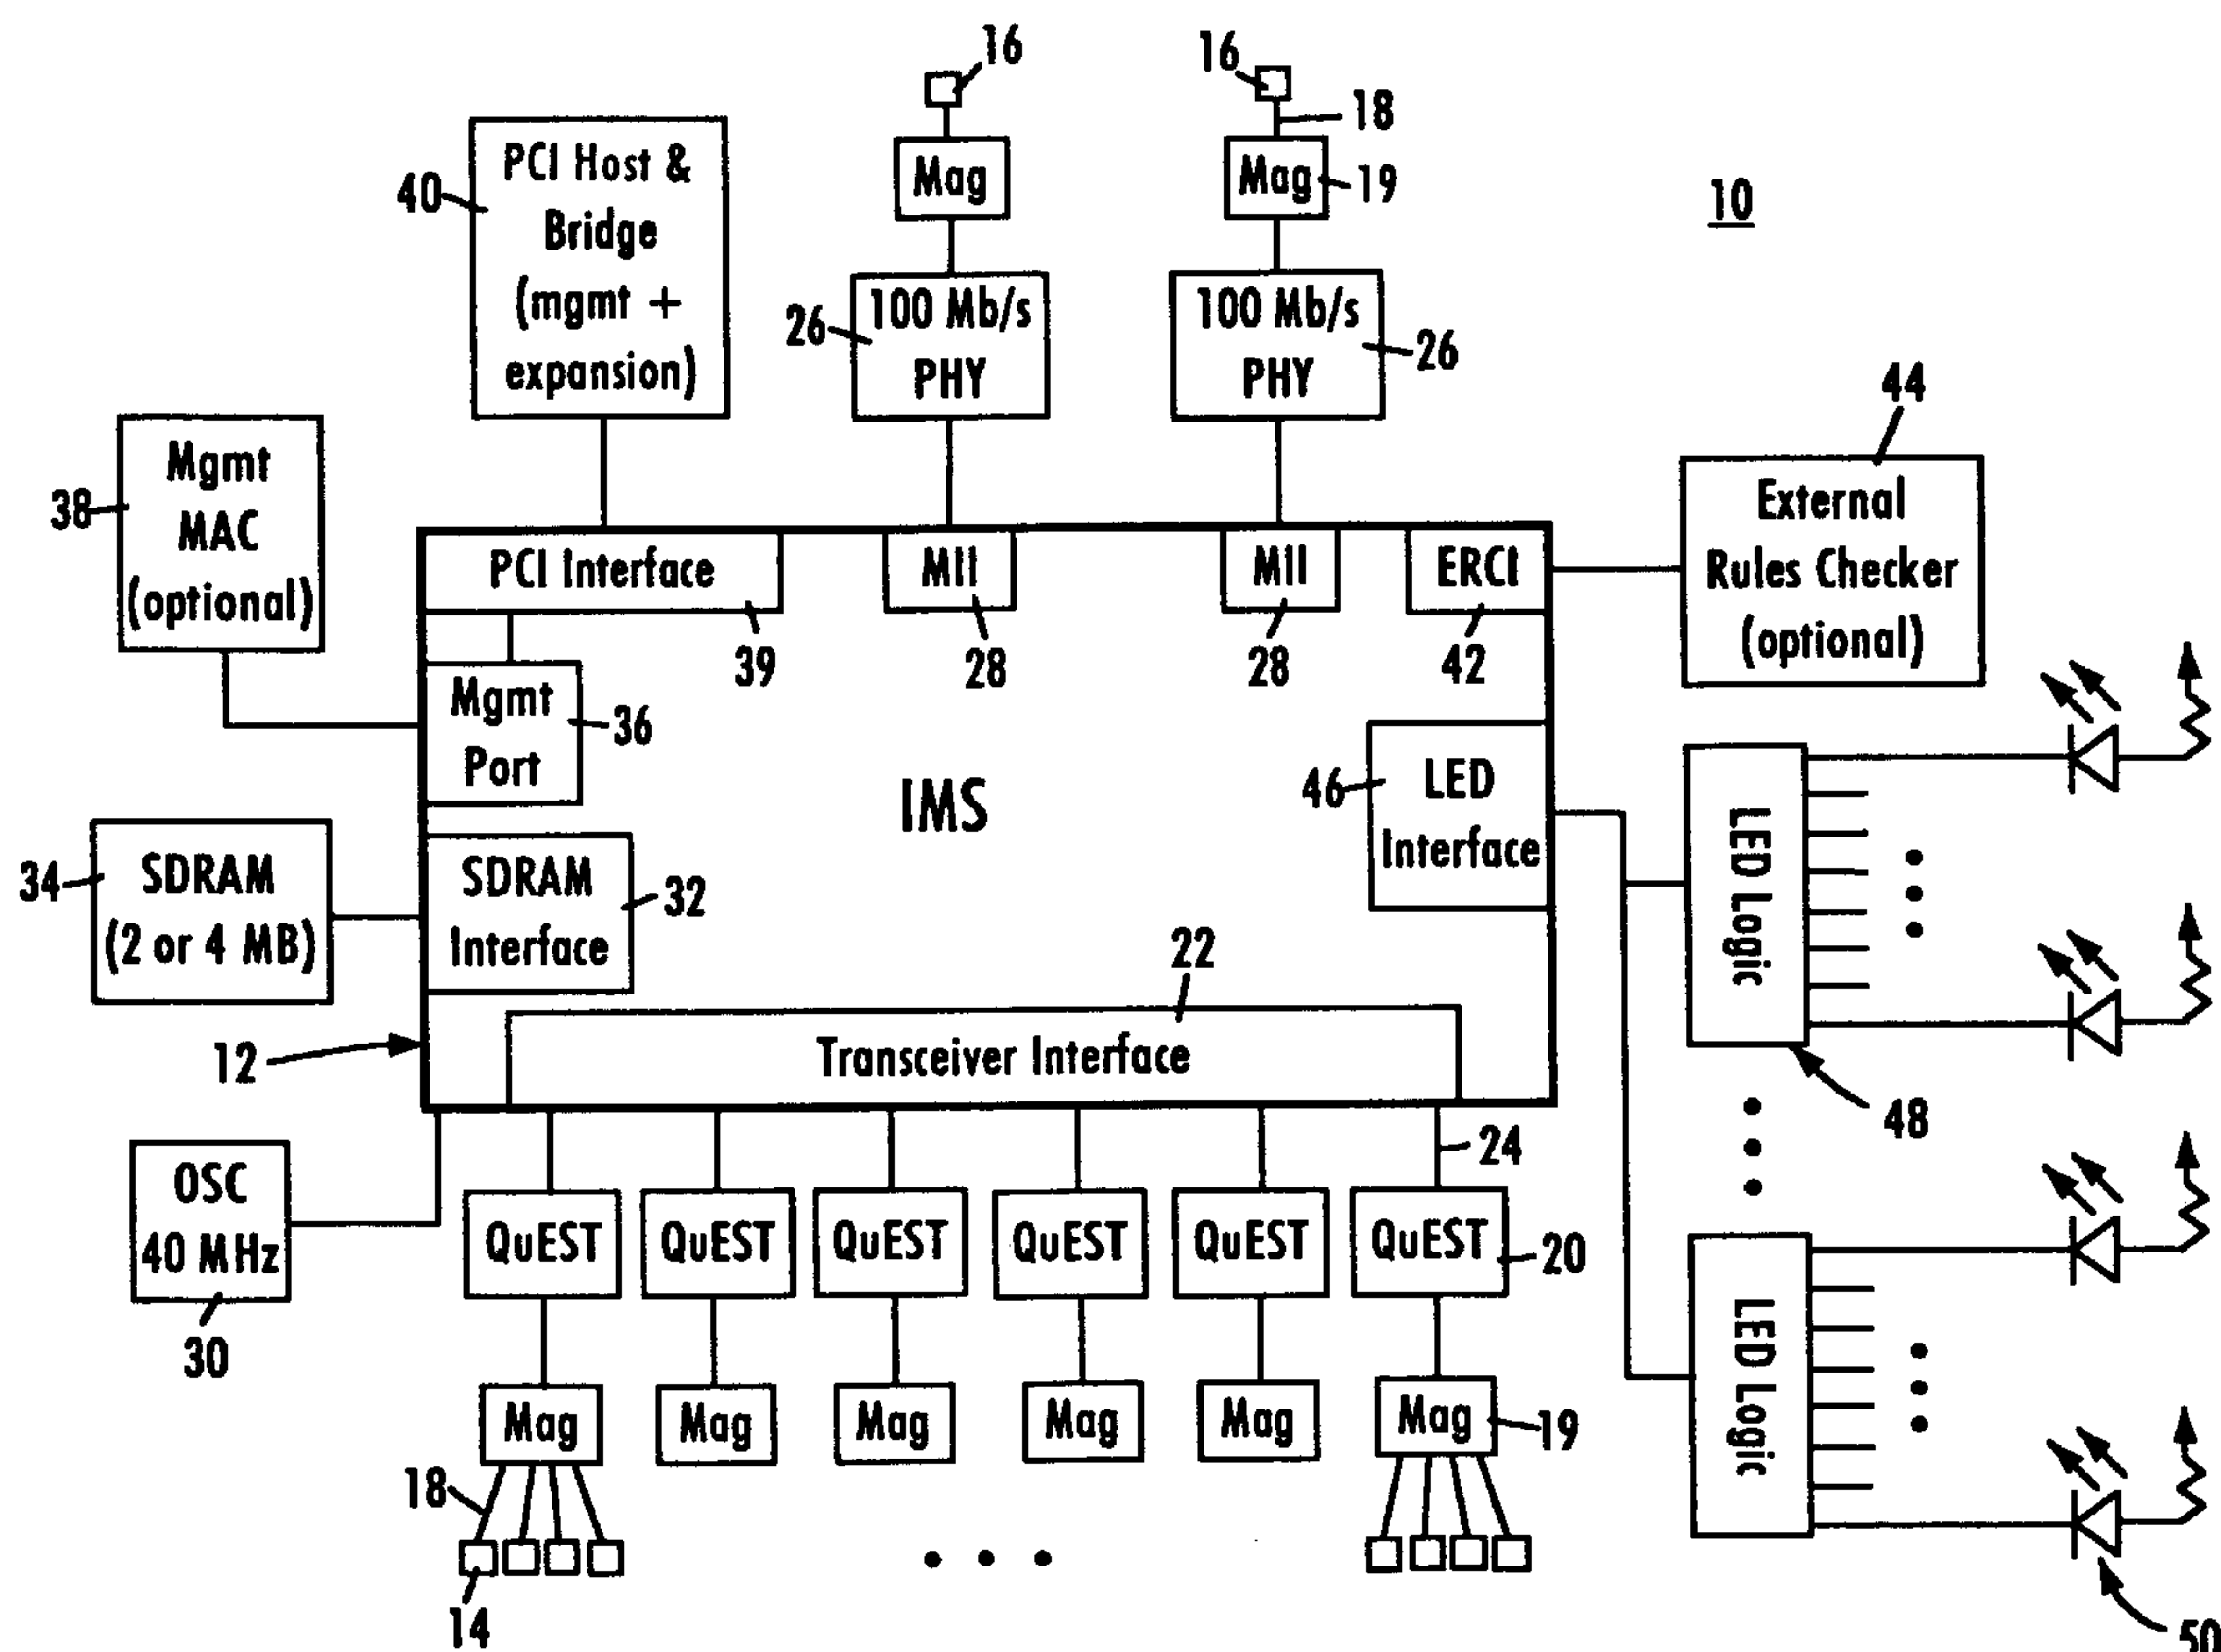 16
16
18
PCI Host &
Bridge
(mgmt +
expansion)
40
Mag
Mag
19
10
100 Mb/s
PHY
26
100 Mb/s
PHY
26
44
Mgmt
MAC
(optional)
38
External
Rules Checker
(optional)
PCI Interface
MII
MII
ERCI
39
28
28
42
Mgmt
Port
36
IMS
46
LED
Interface
LED Logic
34
SDRAM
(2 or 4 MB)
SDRAM
Interface
32
22
Transceiver Interface
12
48
24
OSC
40 MHz
30
QuEST
QuEST
QuEST
QuEST
QuEST
QuEST
20
LED Logic
Mag
Mag
Mag
Mag
Mag
Mag
19
18
14
50